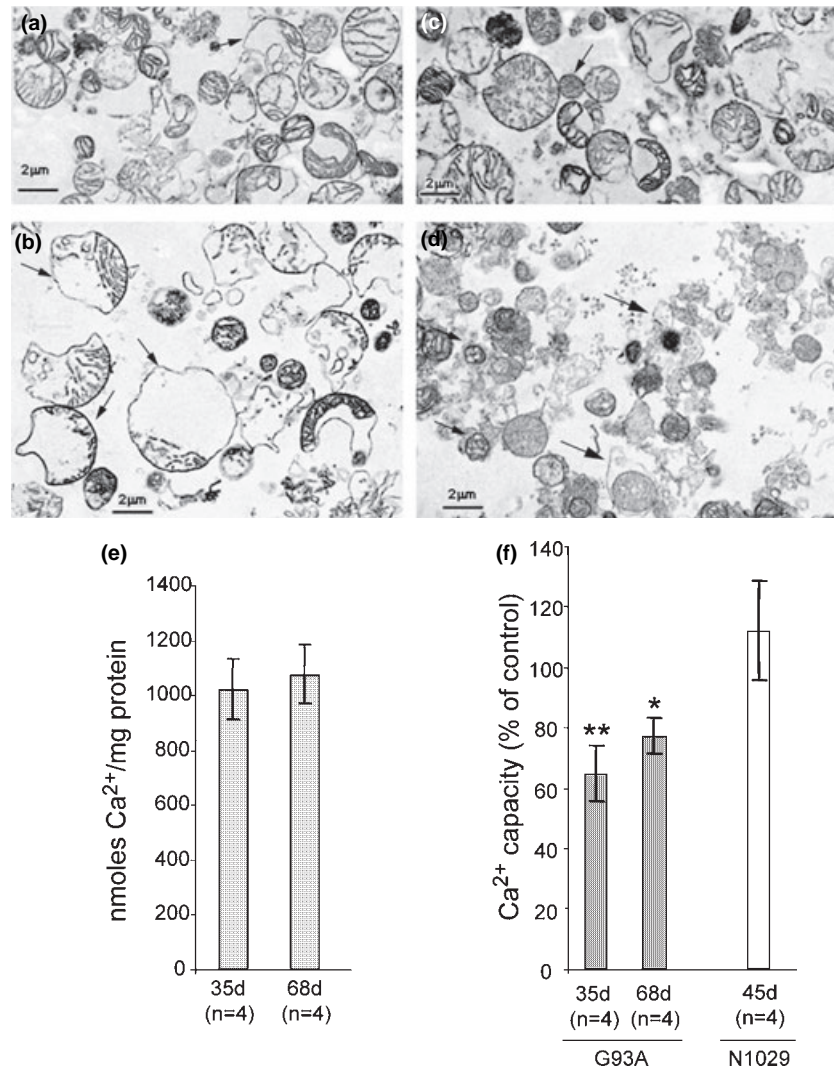 (a)
2μm
(c)
2μm
(b)
2μm
(d)
2μm
(e)
nmoles Ca²⁺/mg protein
1400
1200
1000
800
600
400
200
0
35d
(n=4)
68d
(n=4)
(f)
Ca²⁺ capacity (% of control)
140
120
100
80
60
40
20
0
**
*
35d
(n=4)
68d
(n=4)
45d
(n=4)
G93A
N1029